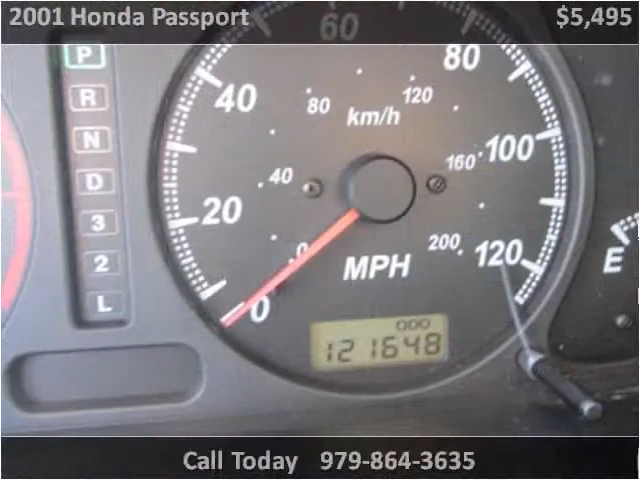 2001 Honda Passport $5,495
60
P 80
R 40 80 120
km/h
N 100
D 40 160
3 20
2 0 MPH 200 120 E
L 0
ODO
121648
Call Today 979-864-3635